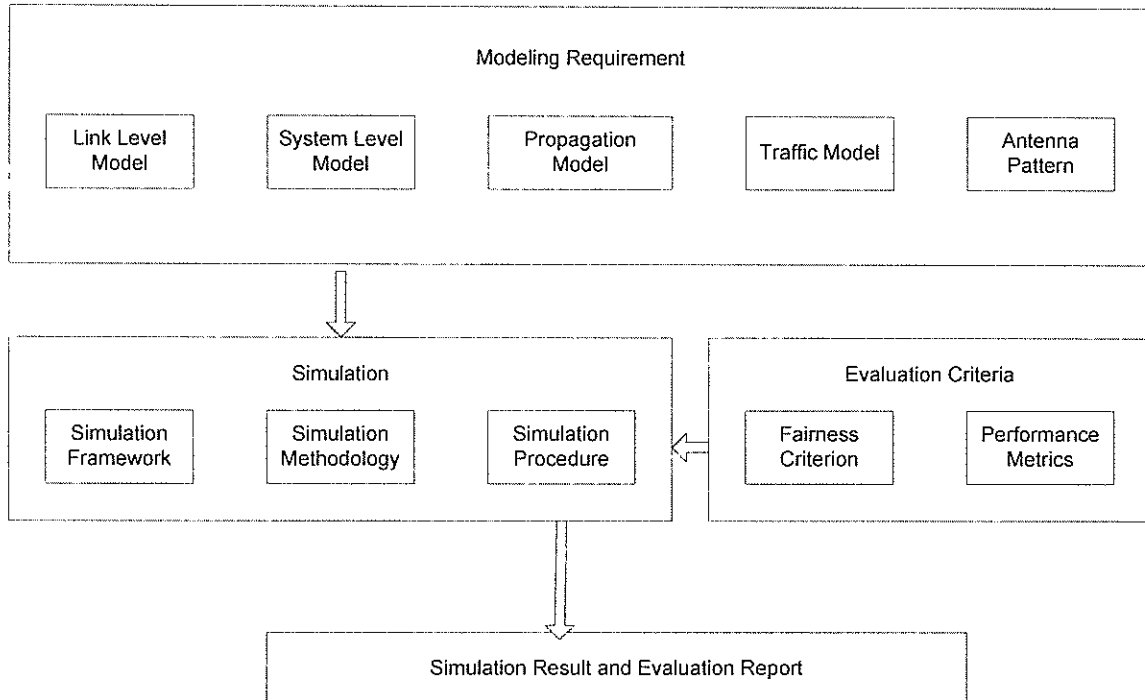 Modeling Requirement
Link Level
Model
System Level
Model
Propagation
Model
Traffic Model
Antenna
Pattern
Simulation
Simulation
Framework
Simulation
Methodology
Simulation
Procedure
Evaluation Criteria
Fairness
Criterion
Performance
Metrics
Simulation Result and Evaluation Report